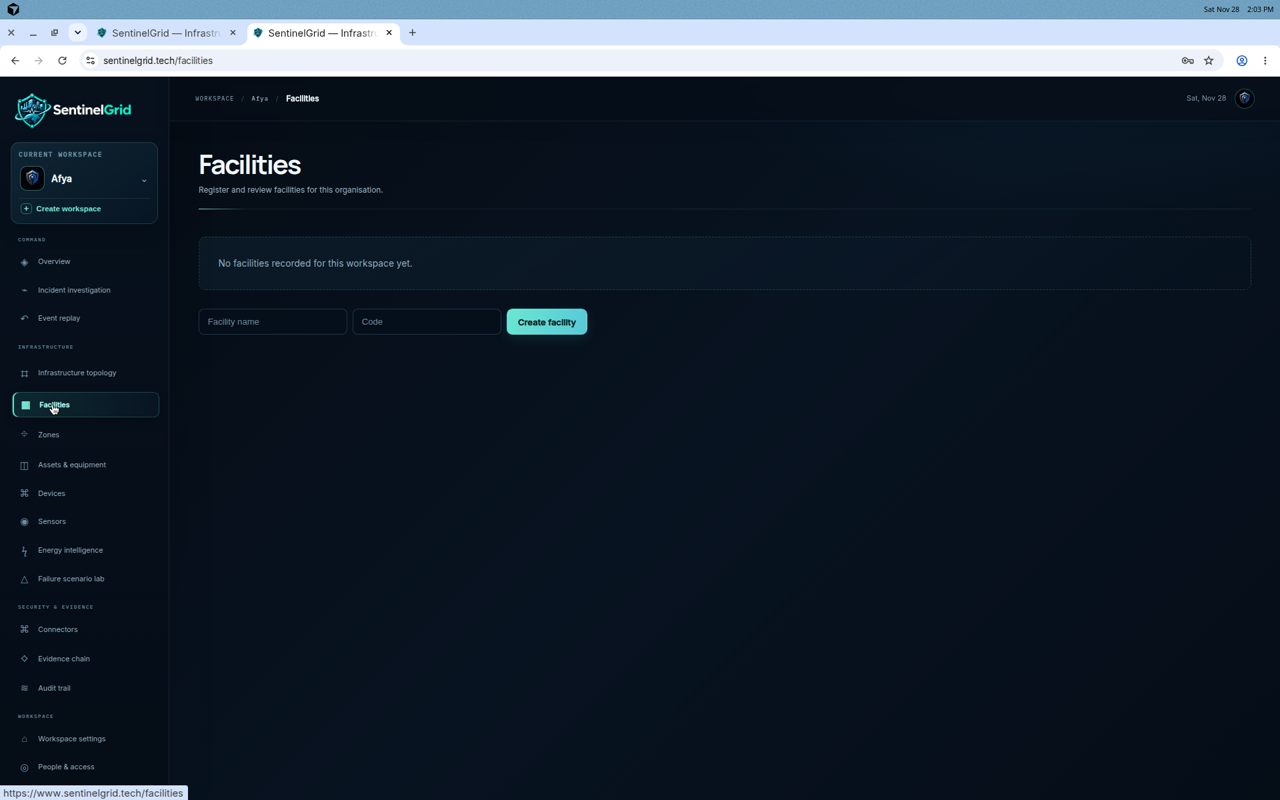 Sat Nov 28 2:03 PM
SentinelGrid — Infrastr
SentinelGrid — Infrastr
sentinelgrid.tech/facilities
SentinelGrid
WORKSPACE / Afya / Facilities
Sat, Nov 28
CURRENT WORKSPACE
Afya
+ Create workspace
COMMAND
Overview
Incident investigation
Event replay
INFRASTRUCTURE
Infrastructure topology
Facilities
Zones
Assets & equipment
Devices
Sensors
Energy intelligence
Failure scenario lab
SECURITY & EVIDENCE
Connectors
Evidence chain
Audit trail
WORKSPACE
Workspace settings
People & access
Facilities
Register and review facilities for this organisation.
No facilities recorded for this workspace yet.
Facility name
Code
Create facility
https://www.sentinelgrid.tech/facilities